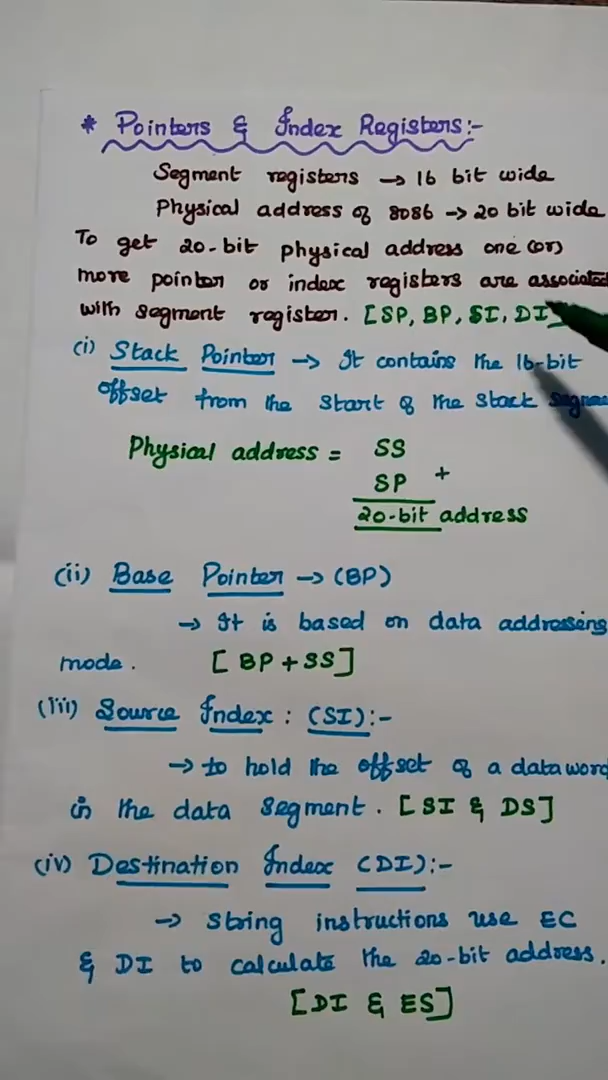 * Pointers & Index Registers:-
Segment registers → 16 bit wide
Physical address of 8086 → 20 bit wide
To get 20-bit physical address one (or)
more pointer or index registers are associated
with segment register. [SP, BP, SI, DI]
(i) Stack Pointer → It contains the 16-bit
offset from the start of the stack
Physical address = SS
SP +
20-bit address
(ii) Base Pointer → (BP)
→ It is based on data addressing
mode. [BP + SS]
(iii) Source Index : (SI):-
→ to hold the offset of a dataword
in the data segment. [SI & DS]
(iv) Destination Index (DI):-
→ string instructions use EC
& DI to calculate the 20-bit address.
[DI & ES]